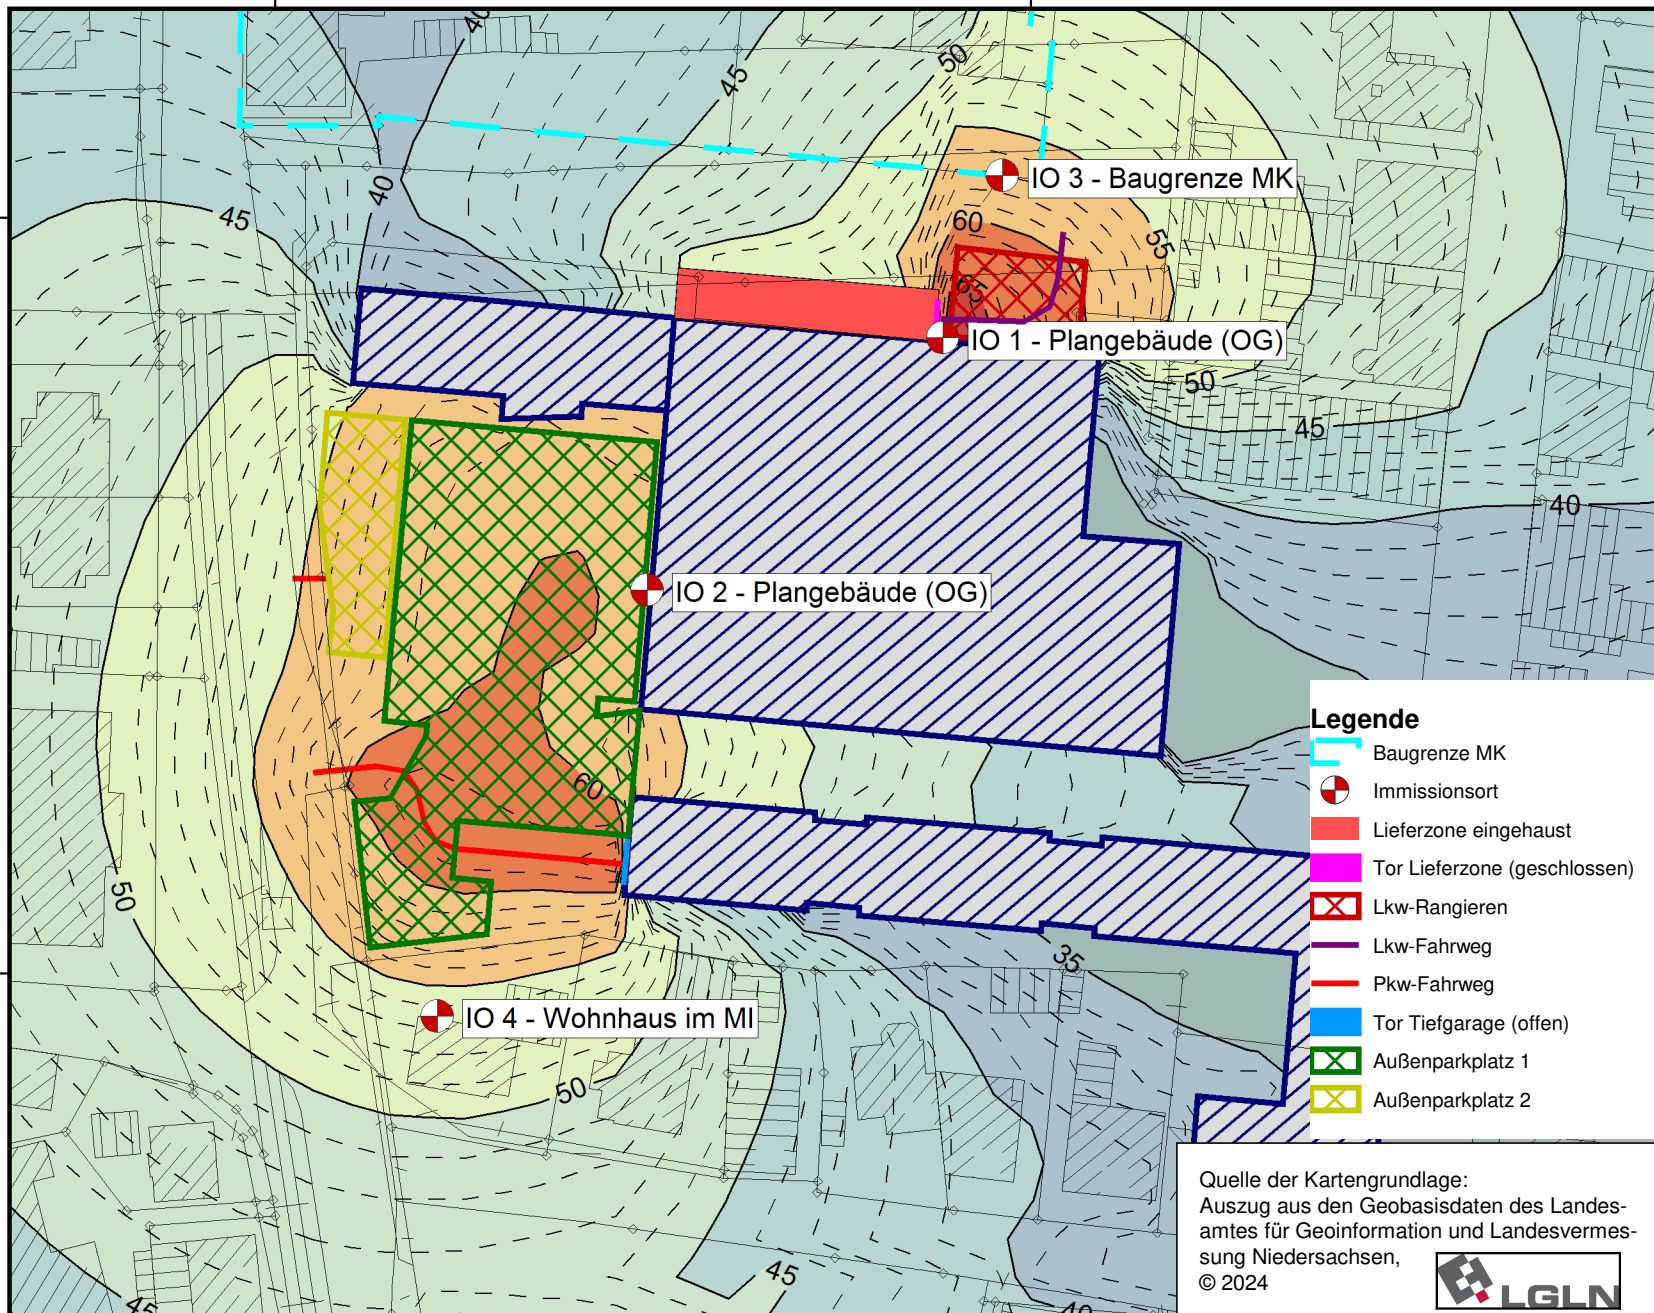 40
50
45
IO 3 - Baugrenze MK
40
45
60
55
65
IO 1 - Plangebäude (OG)
50
45
40
IO 2 - Plangebäude (OG)
60
50
35
IO 4 - Wohnhaus im MI
50
45
45
40
Legende
Baugrenze MK
Immissionsort
Lieferzone eingehaust
Tor Lieferzone (geschlossen)
Lkw-Rangieren
Lkw-Fahrweg
Pkw-Fahrweg
Tor Tiefgarage (offen)
Außenparkplatz 1
Außenparkplatz 2
Quelle der Kartengrundlage:
Auszug aus den Geobasisdaten des Landes-
amtes für Geoinformation und Landesvermes-
sung Niedersachsen,
© 2024
LGLN